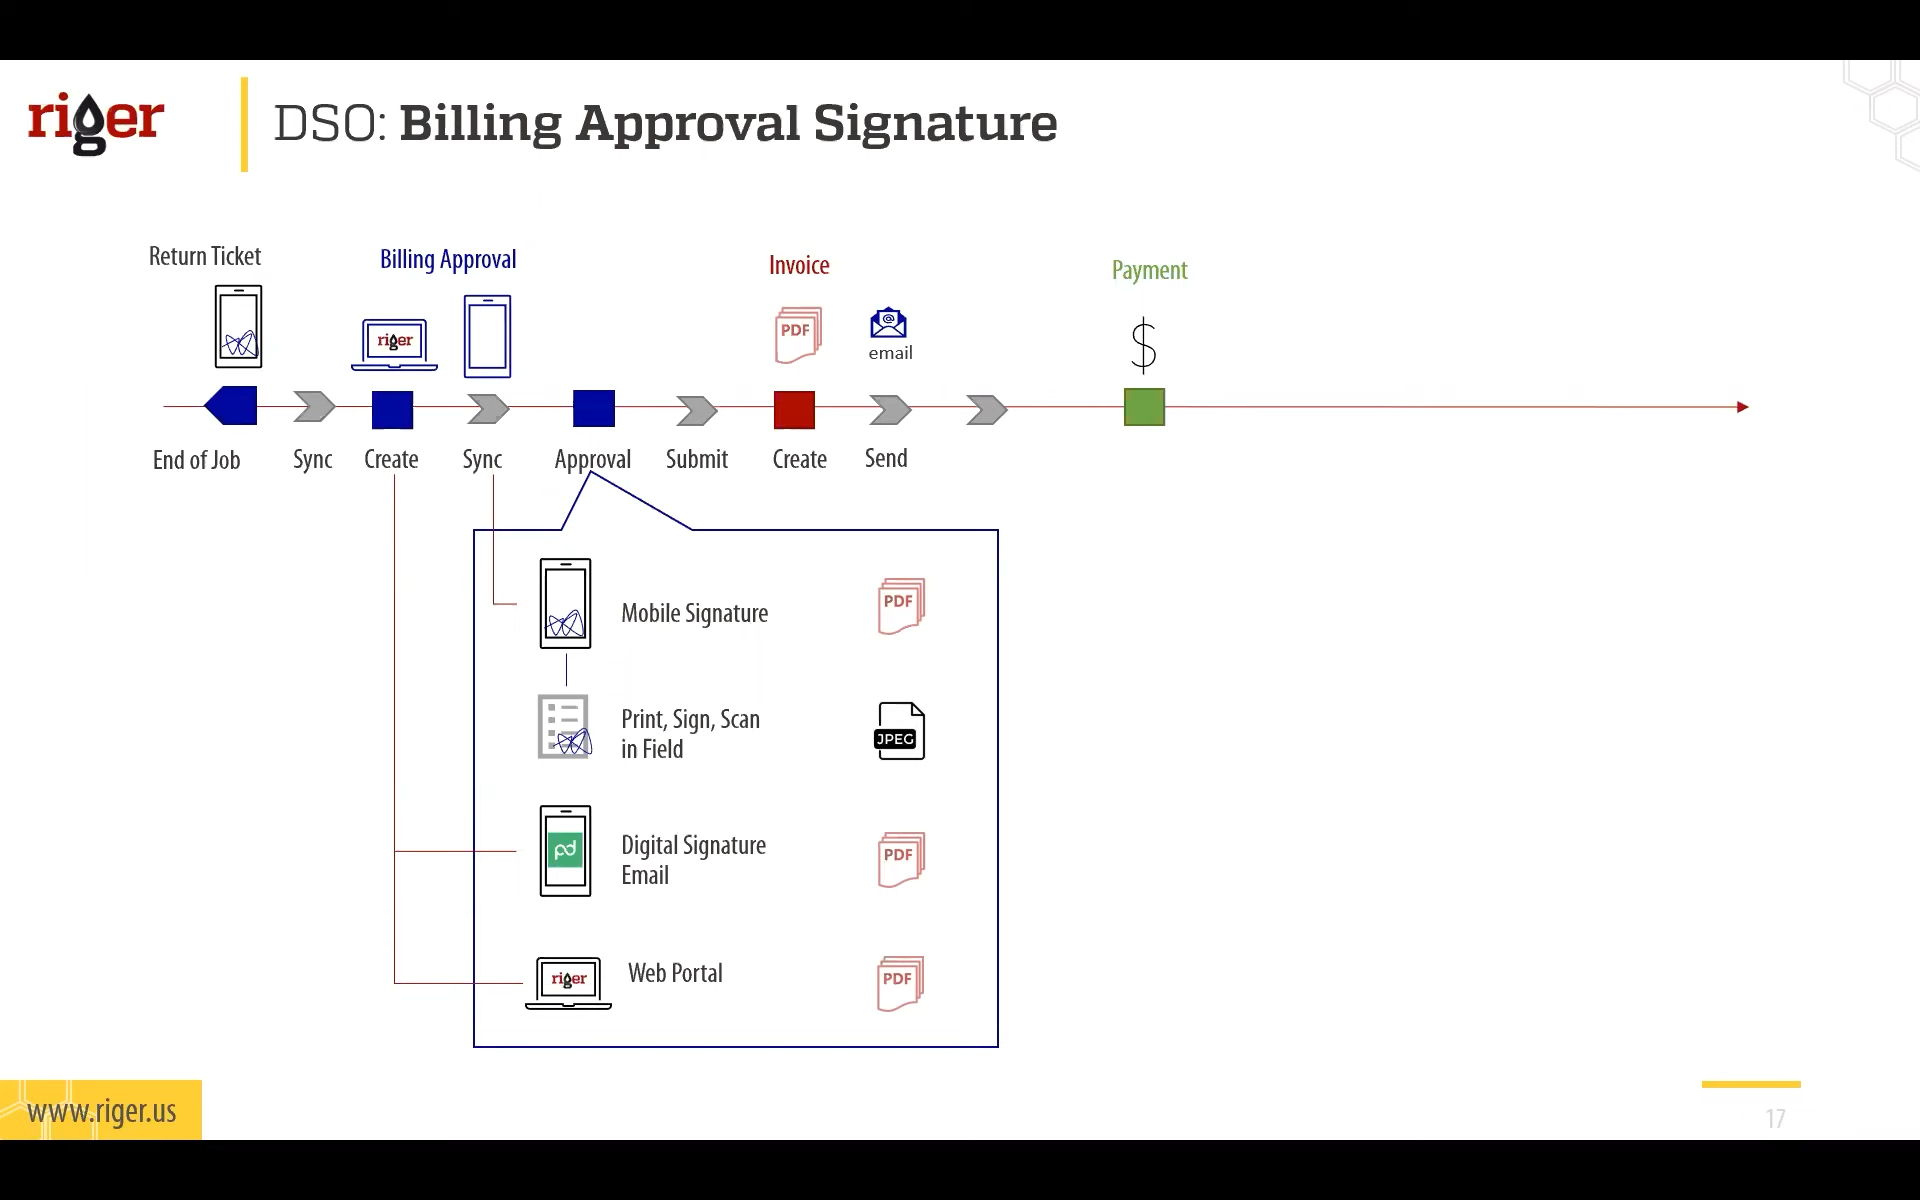 riger
DSO: Billing Approval Signature
Return Ticket
Billing Approval
Invoice
Payment
riger
PDF
@
email
$
End of Job
Sync
Create
Sync
Approval
Submit
Create
Send
Mobile Signature
PDF
Print, Sign, Scan
in Field
JPEG
pd
Digital Signature
Email
PDF
riger
Web Portal
PDF
www.riger.us
17